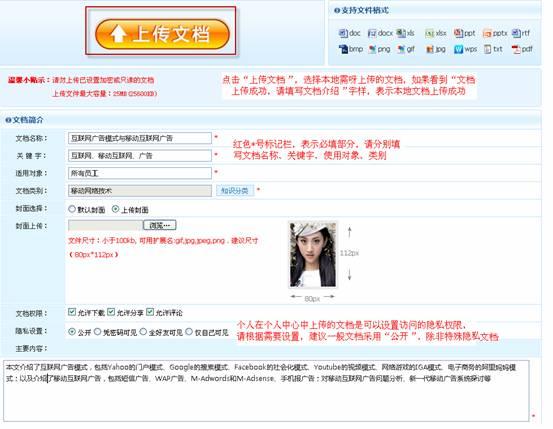 上传文档
支持文件格式
doc docx xls xlsx ppt pptx rtf
bmp png gif jpg wps txt pdf
温馨小贴示：请勿上传已设置加密或只读的文档
上传文件最大容量：25MB(25600KB)
点击“上传文档”，选择本地需呀上传的文档，如果看到“文档
上传成功，请填写文档介绍”字样，表示本地文档上传成功
文档简介
文档名称： 互联网广告模式与移动互联网广告 *
关 键 字： 互联网、移动互联网、广告 *
红色*号标记栏，表示必填部分，请分别填
写文档名称、关键字、使用对象、类别
适用对象： 所有员工 *
文档类别： 移动网络技术 知识分类 *
封面选择： 默认封面 上传封面
封面上传： 浏览…
文件尺寸：小于100kb, 可用扩展名:gif,jpg,jpeg,png . 建议尺寸
（80px*112px）
112px
80px
文档权限： 允许下载 允许分享 允许评论
隐私设置： 公开 凭密码可见 全好友可见 仅自己可见
个人在个人中心中上传的文档是可以设置访问的隐私权限，
请根据需要设置，建议一般文档采用“公开”，除非特殊隐私文档
主要内容：
本文介绍了互联网广告模式，包括Yahoo的门户模式、Google的搜索模式、Facebook的社会化模式、Youtube的视频模式、网络游戏的IGA模式、电子商务的阿里妈妈模
式；以及介绍了移动互联网广告，包括短信广告、WAP广告、M-Adwords和M-Adsense、手机报广告；对移动互联网广告问题分析、新一代移动广告系统探讨等
*